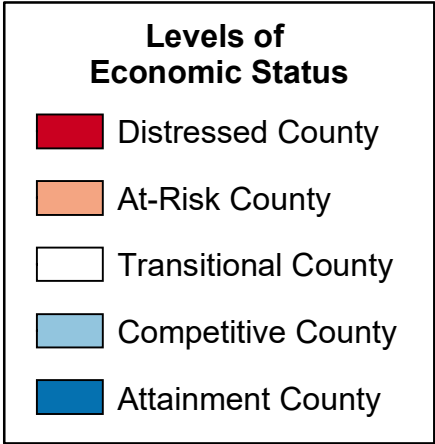 Levels of
Economic Status
Distressed County
At-Risk County
Transitional County
Competitive County
Attainment County